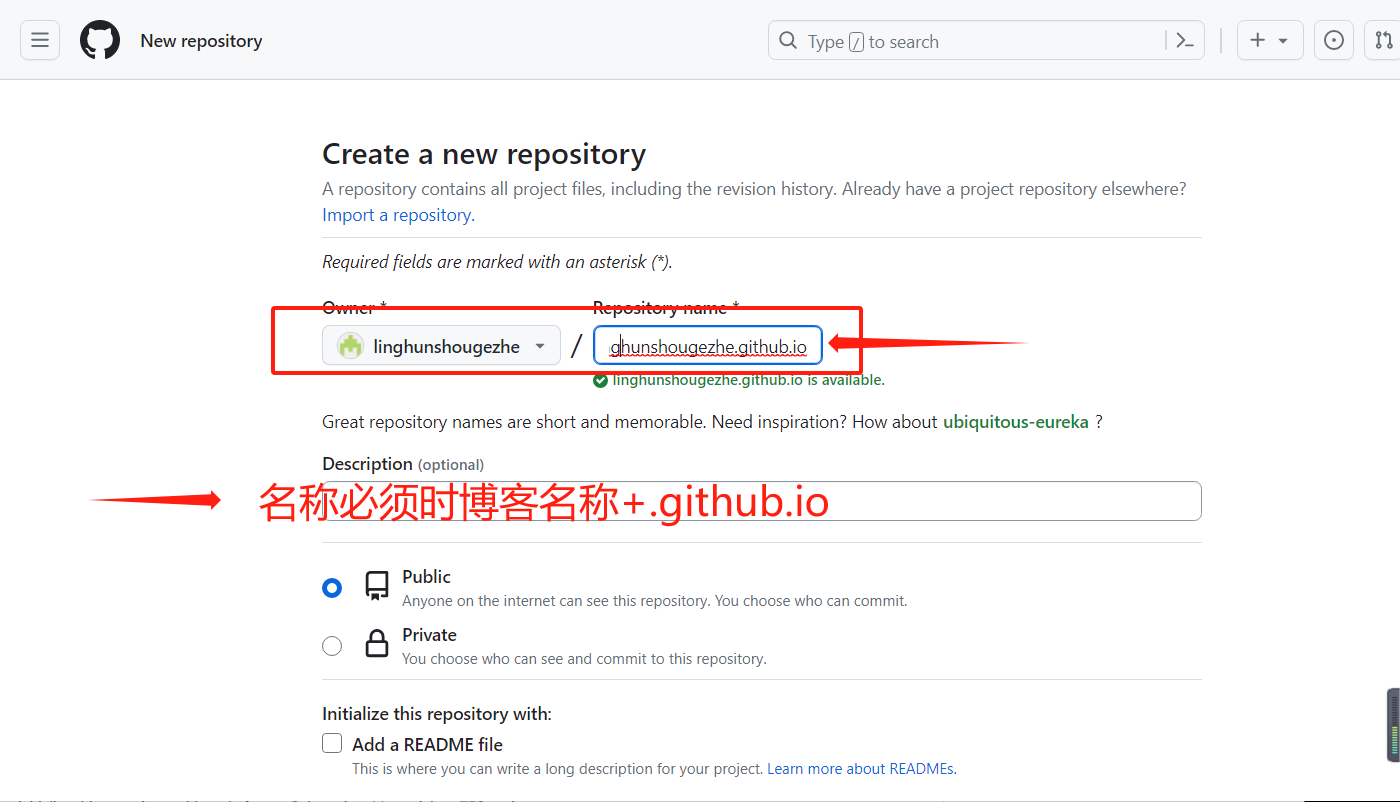 New repository
Type / to search
Create a new repository
A repository contains all project files, including the revision history. Already have a project repository elsewhere?
Import a repository.
Required fields are marked with an asterisk (*).
Owner * Repository name *
linghunshougezhe / ghunshougezhe.github.io
linghunshougezhe.github.io is available.
Great repository names are short and memorable. Need inspiration? How about ubiquitous-eureka ?
Description (optional)
名称必须时博客名称+.github.io
Public
Anyone on the internet can see this repository. You choose who can commit.
Private
You choose who can see and commit to this repository.
Initialize this repository with:
Add a README file
This is where you can write a long description for your project. Learn more about READMEs.